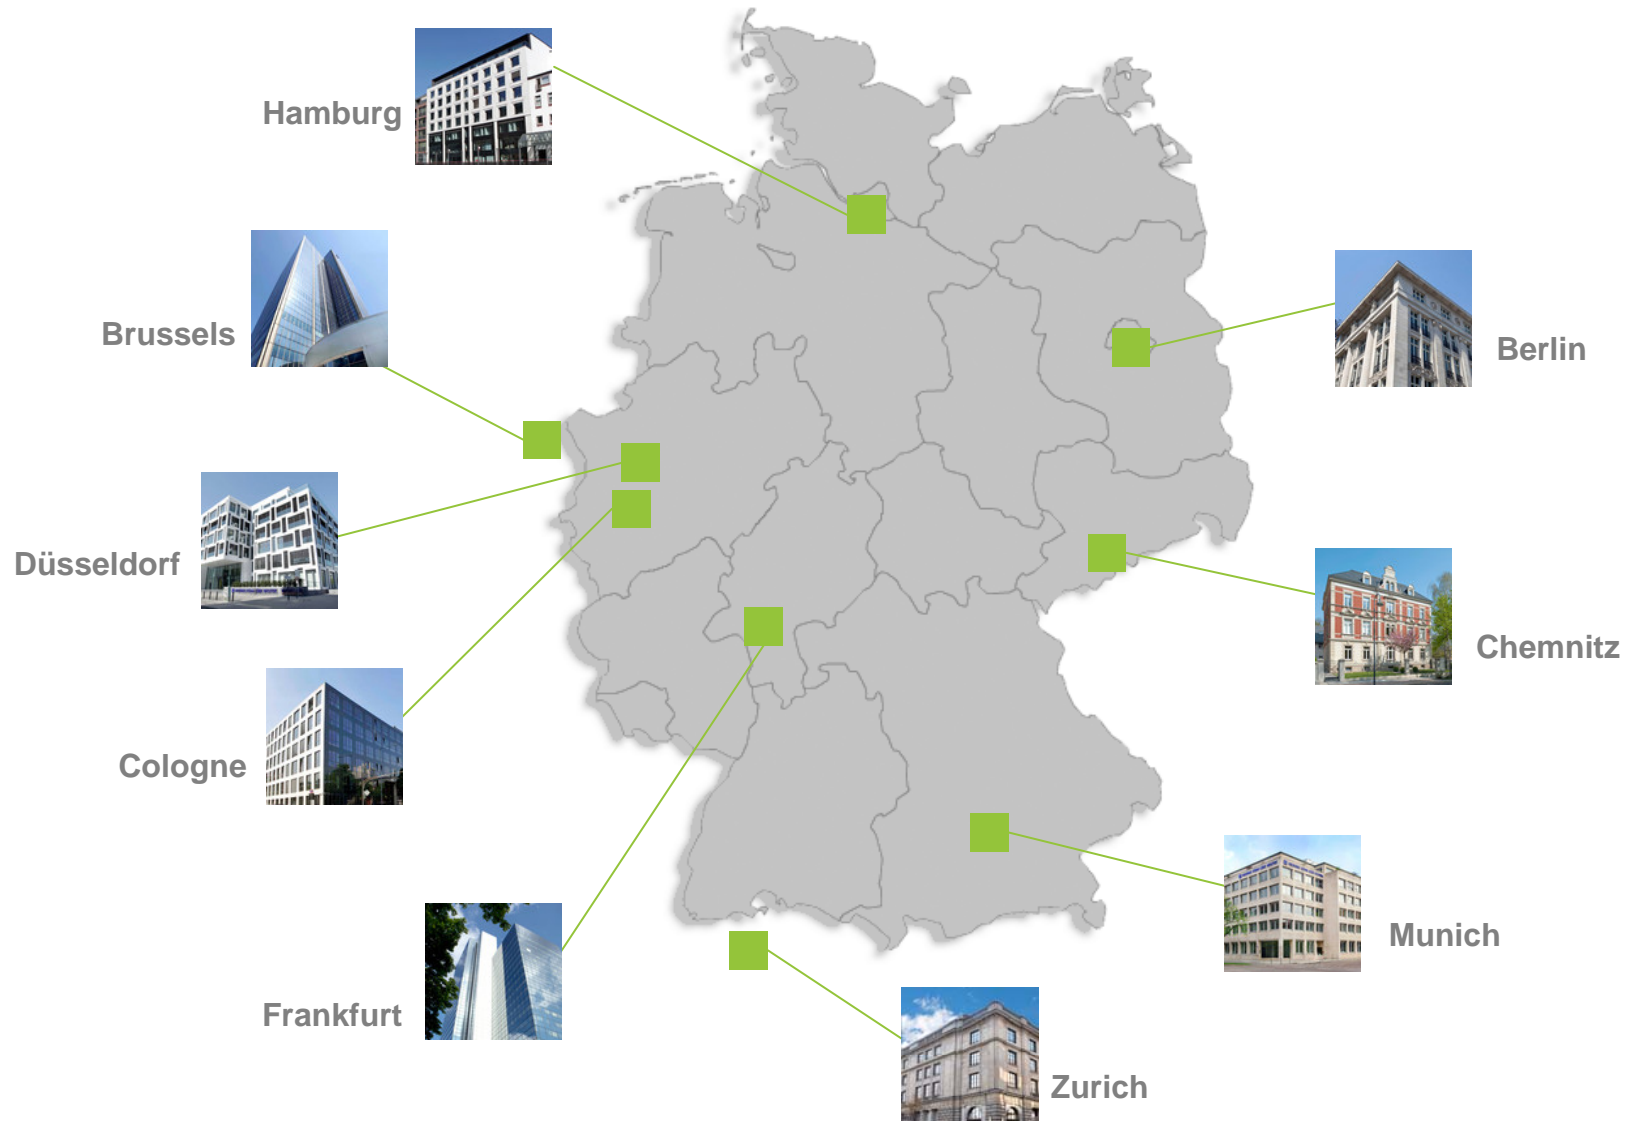 Hamburg
Brussels
Berlin
Düsseldorf
Chemnitz
Cologne
Munich
Frankfurt
Zurich